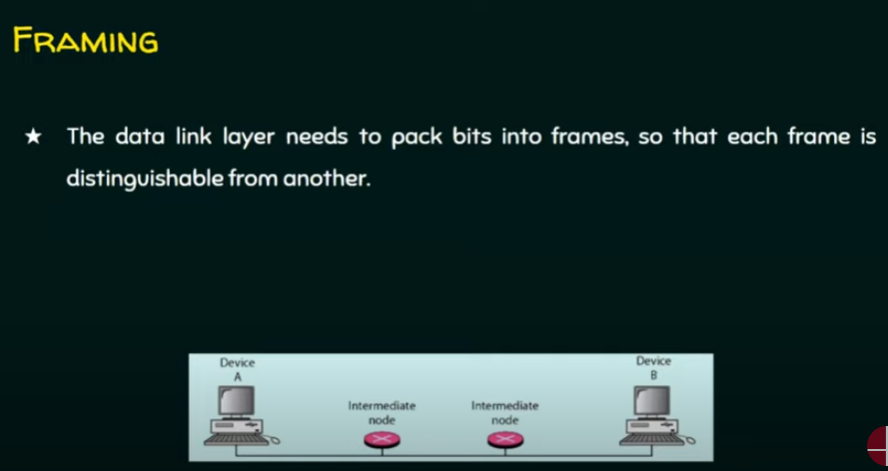 FRAMING
★ The data link layer needs to pack bits into frames, so that each frame is
distinguishable from another.
Device
A
Device
B
Intermediate
node
Intermediate
node